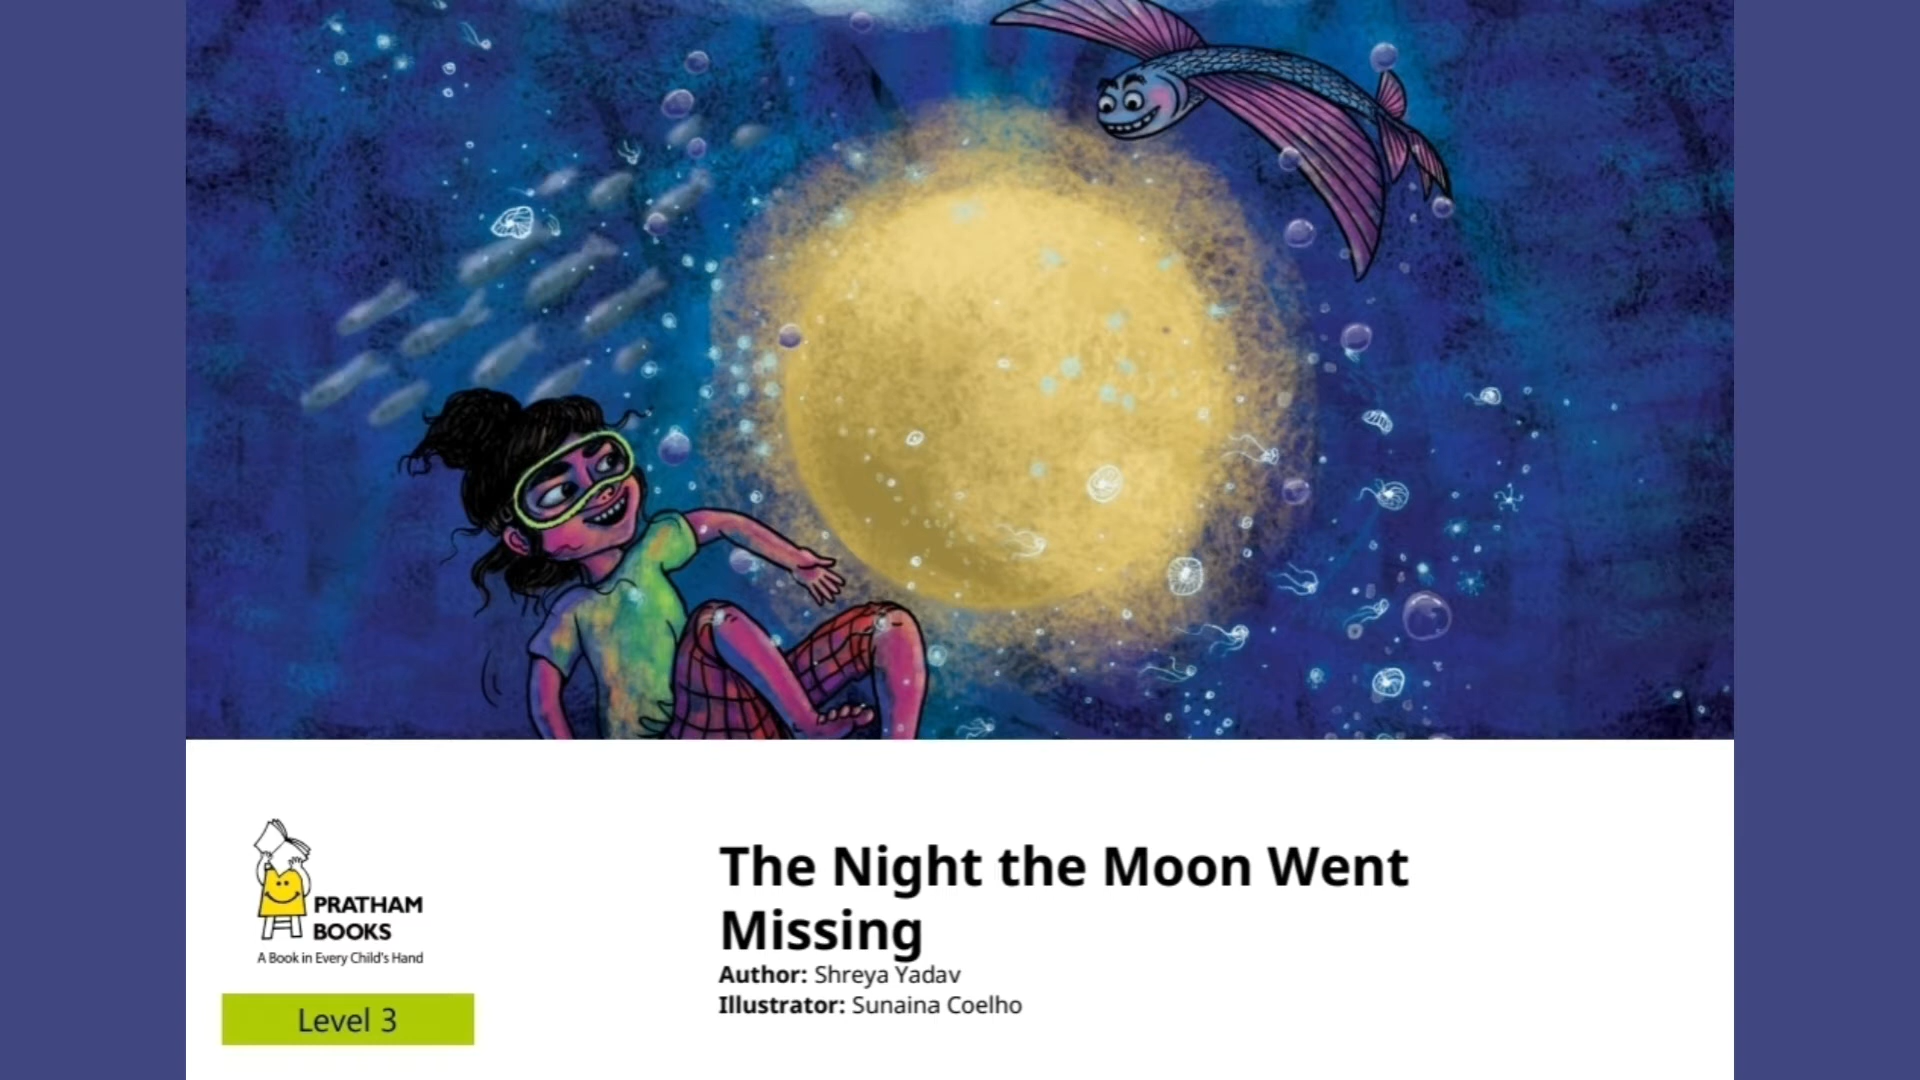 PRATHAM
BOOKS
A Book in Every Child's Hand
Level 3
The Night the Moon Went
Missing
Author: Shreya Yadav
Illustrator: Sunaina Coelho